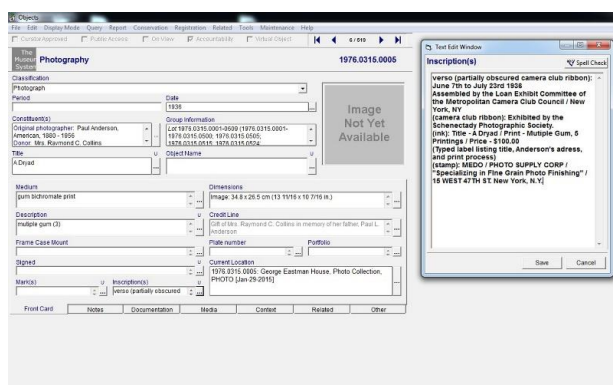 Objects
File Edit Display Mode Query Report Conservation Registration Related Tools Maintenance Help
Curator Approved Public Access On View Accountability Virtual Object 6 / 519
The Museum System Photography 1976.0315.0005
Classification
Photograph
Period Date
1938
Constituent(s) Group Information
Original photographer: Paul Anderson,
American, 1880 - 1956
Donor: Mrs. Raymond C. Collins
Lot 1976.0315.0001-0509 (1976.0315.0001-
1976.0315.0500; 1976.0315.0505;
1976.0315.0515; 1976.0315.0524;
Title Object Name
A Dryad
Image
Not Yet
Available
Medium Dimensions
gum bichromate print Image: 34.8 x 26.5 cm (13 11/16 x 10 7/16 in.)
Description Credit Line
mutiple gum (3) Gift of Mrs. Raymond C. Collins in memory of her father, Paul L.
Anderson
Frame Case Mount Plate number Portfolio
Signed Current Location
1976.0315.0005: George Eastman House, Photo Collection,
PHOTO [Jan-29-2015]
Mark(s) Inscription(s)
verso (partially obscured
Front Card Notes Documentation Media Context Related Other
Text Edit Window
Inscription(s) Spell Check
verso (partially obscured camera club ribbon):
June 7th to July 23rd 1938
Assembled by the Loan Exhibit Committee of
the Metropolitan Camera Club Council / New
York, NY
(camera club ribbon): Exhibited by the
Schenectady Photographic Society.
(ink): Title - A Dryad / Print - Mutiple Gum, 5
Printings / Price - $100.00
(Typed label listing title, Anderson's adress,
and print process)
(stamp): MEDO / PHOTO SUPPLY CORP /
"Specializing in Fine Grain Photo Finishing" /
15 WEST 47TH ST. New York, N.Y.
Save Cancel